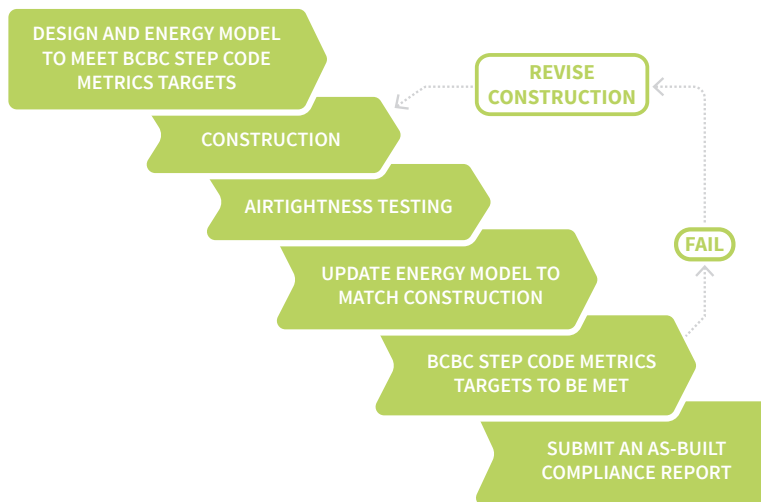 DESIGN AND ENERGY MODEL
TO MEET BCBC STEP CODE
METRICS TARGETS
REVISE
CONSTRUCTION
CONSTRUCTION
AIRTIGHTNESS TESTING
FAIL
UPDATE ENERGY MODEL TO
MATCH CONSTRUCTION
BCBC STEP CODE METRICS
TARGETS TO BE MET
SUBMIT AN AS-BUILT
COMPLIANCE REPORT